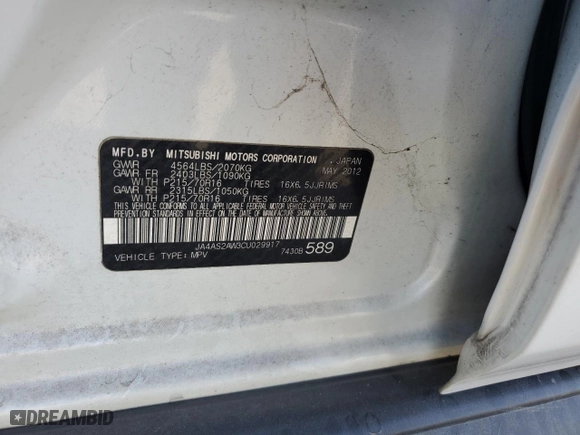 MFD.BY MITSUBISHI MOTORS CORPORATION , JAPAN
GVWR 4564LBS/2070KG MAY 2012
GAWR FR 2403LBS/1090KG
WITH P215/70R16 TIRES 16X6.5JJRIMS
GAWR RR 2315LBS/1050KG
WITH P215/70R16 TIRES 16X6.5JJRIMS
THIS VEHICLE CONFORMS TO ALL APPLICABLE FEDERAL MOTOR VEHICLE SAFETY AND THEFT PREVENTION STANDARDS IN EFFECT ON THE DATE OF MANUFACTURE SHOWN ABOVE.
JA4AS2AW3CU029917
VEHICLE TYPE: MPV 7430B 589
DREAMBID